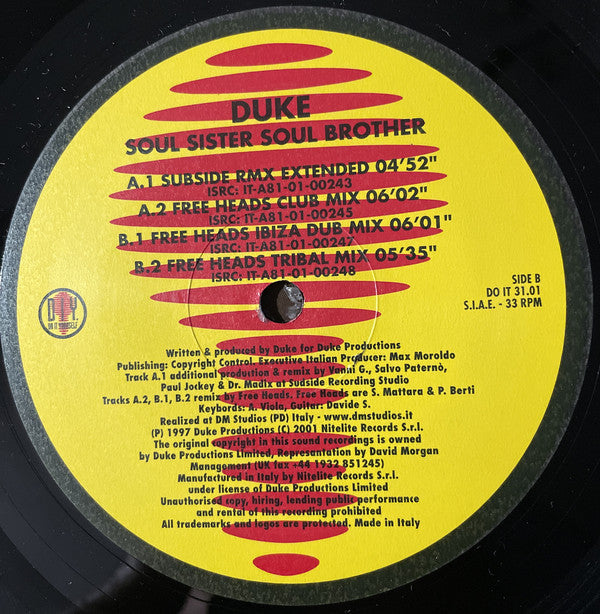 DUKE
SOUL SISTER SOUL BROTHER
A.1 SUBSIDE RMX EXTENDED 04'52"
ISRC: IT-A81-01-00243
A.2 FREE HEADS CLUB MIX 06'02"
ISRC: IT-A81-01-00245
B.1 FREE HEADS IBIZA DUB MIX 06'01"
ISRC: IT-A81-01-00247
B.2 FREE HEADS TRIBAL MIX 05'35"
ISRC: IT-A81-01-00248
D.I.Y.
DO IT YOURSELF
SIDE B
DO IT 31.01
S.I.A.E. - 33 RPM
Written & produced by Duke for Duke Productions
Publishing: Copyright Control. Executive Italian Producer: Max Moroldo
Track A.1 additional production & remix by Vanni G., Salvo Paternò,
Paul Jockey & Dr. Madix at Sudside Recording Studio
Tracks A.2, B.1, B.2 remix by Free Heads. Free Heads are S. Mattara & P. Berti
Keybords: A. Viola, Guitar: Davide S.
Realized at DM Studios (PD) Italy - www.dmstudios.it
(P) 1997 Duke Productions (C) 2001 Nitelite Records S.r.l.
The original copyright in this sound recordings is owned
by Duke Productions Limited, Representation by David Morgan
Management (UK fax +44 1932 851245)
Manufactured in Italy by Nitelite Records S.r.l.
under license of Duke Productions Limited
Unauthorised copy, hiring, lending public performance
and rental of this recording prohibited
All trademarks and logos are protected. Made in Italy